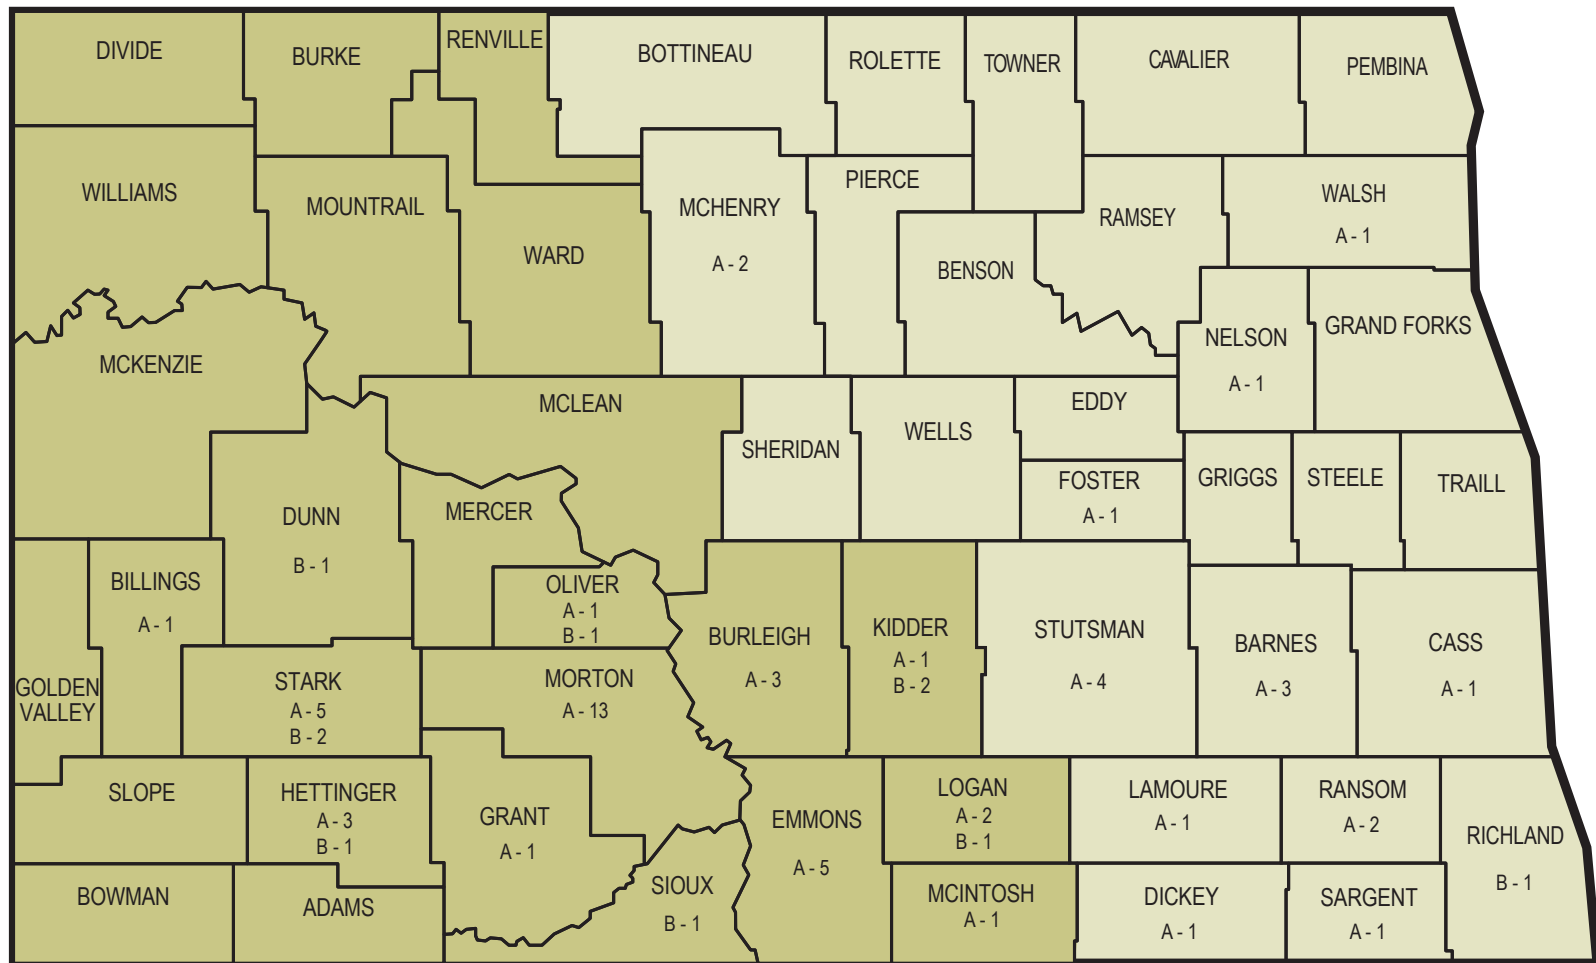 DIVIDE
BURKE
RENVILLE
BOTTINEAU
ROLETTE
TOWNER
CAVALIER
PEMBINA
WILLIAMS
MOUNTRAIL
WARD
MCHENRY
A - 2
PIERCE
BENSON
RAMSEY
WALSH
A - 1
MCKENZIE
NELSON
A - 1
GRAND FORKS
MCLEAN
SHERIDAN
WELLS
EDDY
FOSTER
A - 1
GRIGGS
STEELE
TRAILL
DUNN
B - 1
MERCER
BILLINGS
A - 1
OLIVER
A - 1
B - 1
GOLDEN
VALLEY
STARK
A - 5
B - 2
MORTON
A - 13
BURLEIGH
A - 3
KIDDER
A - 1
B - 2
STUTSMAN
A - 4
BARNES
A - 3
CASS
A - 1
SLOPE
HETTINGER
A - 3
B - 1
GRANT
A - 1
EMMONS
A - 5
LOGAN
A - 2
B - 1
LAMOURE
A - 1
RANSOM
A - 2
RICHLAND
B - 1
BOWMAN
ADAMS
SIOUX
B - 1
MCINTOSH
A - 1
DICKEY
A - 1
SARGENT
A - 1